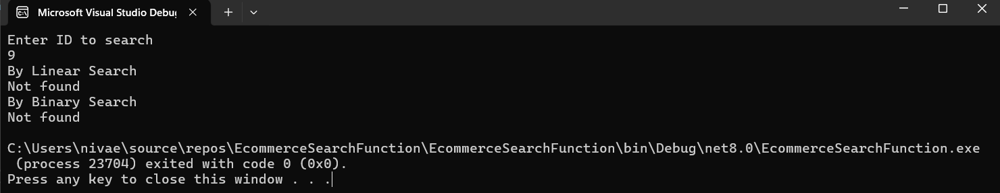 Microsoft Visual Studio Debug
Enter ID to search
9
By Linear Search
Not found
By Binary Search
Not found
C:\Users\nivae\source\repos\EcommerceSearchFunction\EcommerceSearchFunction\bin\Debug\net8.0\EcommerceSearchFunction.exe
(process 23704) exited with code 0 (0x0).
Press any key to close this window . . .